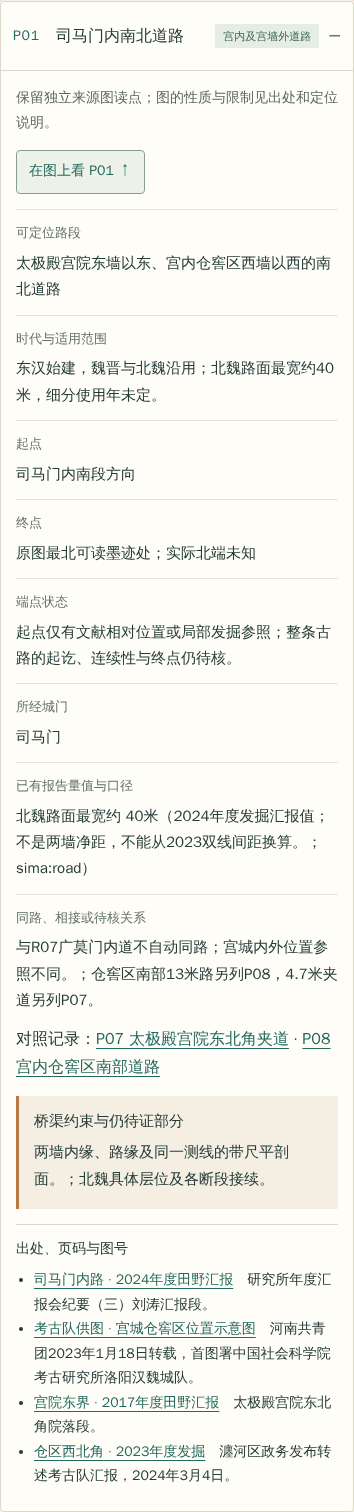 P01 司马门内南北道路 宫内及宫墙外道路 −
保留独立来源图读点；图的性质与限制见出处和定位
说明。
在图上看 P01 ↑
可定位路段
太极殿宫院东墙以东、宫内仓窖区西墙以西的南
北道路
时代与适用范围
东汉始建，魏晋与北魏沿用；北魏路面最宽约40
米，细分使用年未定。
起点
司马门内南段方向
终点
原图最北可读墨迹处；实际北端未知
端点状态
起点仅有文献相对位置或局部发掘参照；整条古
路的起讫、连续性与终点仍待核。
所经城门
司马门
已有报告量值与口径
北魏路面最宽约 40米（2024年度发掘汇报值；
不是两墙净距，不能从2023双线间距换算。；
sima:road）
同路、相接或待核关系
与R07广莫门内道不自动同路；宫城内外位置参
照不同。；仓窖区南部13米路另列P08，4.7米夹
道另列P07。
对照记录：P07 太极殿宫院东北角夹道 · P08
宫内仓窖区南部道路
桥渠约束与仍待证部分
两墙内缘、路缘及同一测线的带尺平剖
面。；北魏具体层位及各断段接续。
出处、页码与图号
• 司马门内路 · 2024年度田野汇报 研究所年度汇
报会纪要（三）刘涛汇报段。
• 考古队供图 · 宫城仓窖区位置示意图 河南共青
团2023年1月18日转载，首图署中国社会科学院
考古研究所洛阳汉魏城队。
• 宫院东界 · 2017年度田野汇报 太极殿宫院东北
角院落段。
• 仓区西北角 · 2023年度发掘 瀍河区政务发布转
述考古队汇报，2024年3月4日。